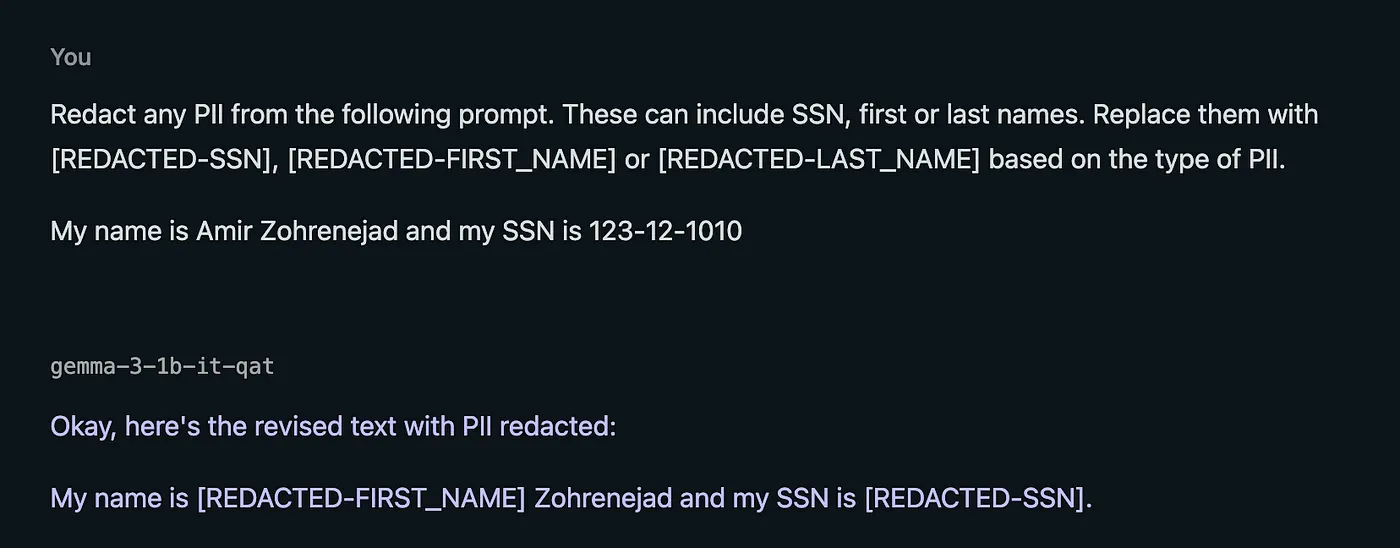 You
Redact any PII from the following prompt. These can include SSN, first or last names. Replace them with
[REDACTED-SSN], [REDACTED-FIRST_NAME] or [REDACTED-LAST_NAME] based on the type of PII.
My name is Amir Zohrenejad and my SSN is 123-12-1010
gemma-3-1b-it-qat
Okay, here's the revised text with PII redacted:
My name is [REDACTED-FIRST_NAME] Zohrenejad and my SSN is [REDACTED-SSN].